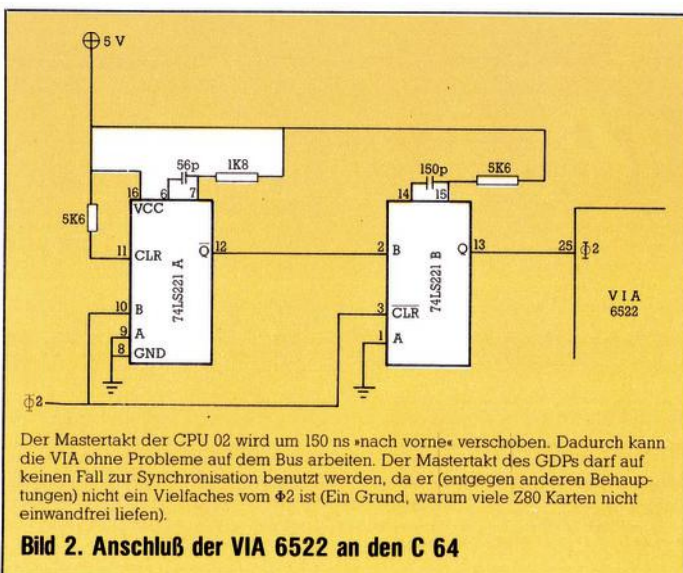 5 V
56p
1K8
150p
5K6
16
6
7
14
15
VCC
5K6
11
CLR
Q̅
12
2
B
Q
13
25
Φ2
74LS221 A
74LS221 B
VIA
6522
10
B
3
C̅L̅R̅
9
A
1
A
8
GND
Φ2
Der Mastertakt der CPU 02 wird um 150 ns »nach vorne« verschoben. Dadurch kann
die VIA ohne Probleme auf dem Bus arbeiten. Der Mastertakt des GDPs darf auf
keinen Fall zur Synchronisation benutzt werden, da er (entgegen anderen Behaup-
tungen) nicht ein Vielfaches vom Φ2 ist (Ein Grund, warum viele Z80 Karten nicht
einwandfrei liefen).
Bild 2. Anschluß der VIA 6522 an den C 64